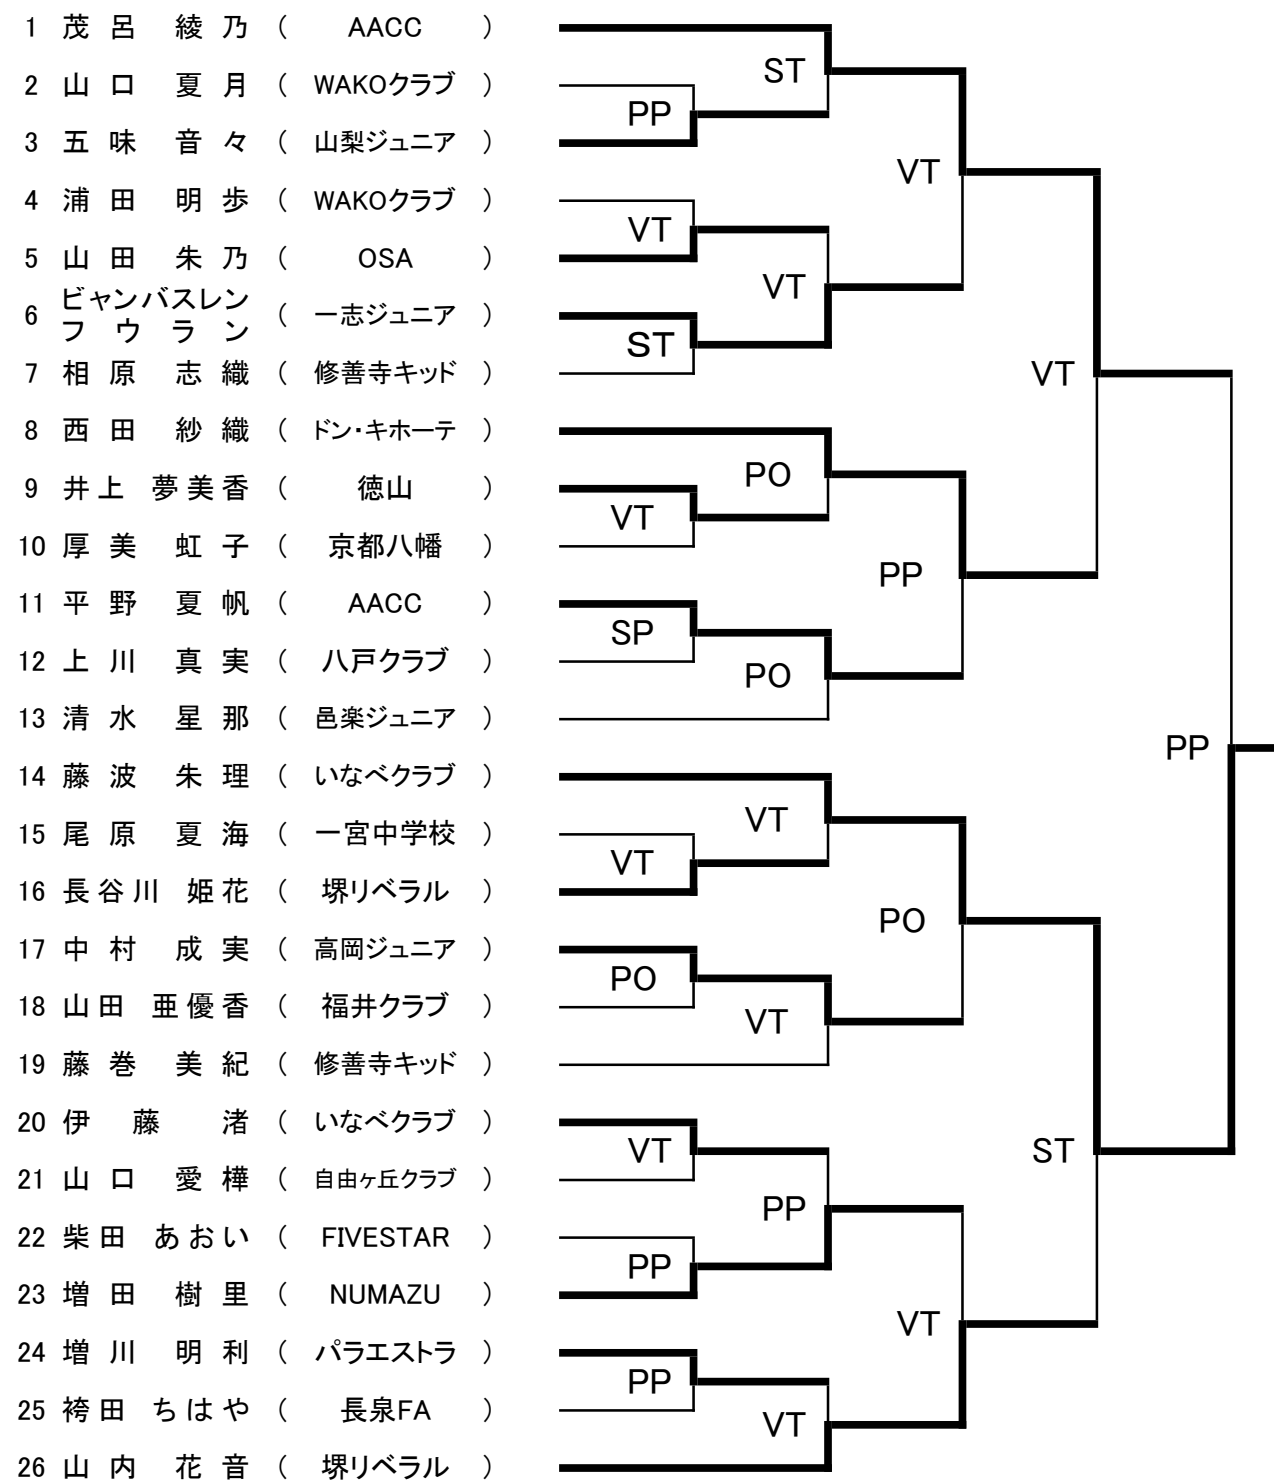 1 茂呂 綾乃 ( AACC )
2 山口 夏月 ( WAKOクラブ )
3 五味 音々 ( 山梨ジュニア )
4 浦田 明歩 ( WAKOクラブ )
5 山田 朱乃 ( OSA )
6 ビャンバスレン フウラン ( 一志ジュニア )
7 相原 志織 ( 修善寺キッド )
8 西田 紗織 ( ドン・キホーテ )
9 井上 夢美香 ( 徳山 )
10 厚美 虹子 ( 京都八幡 )
11 平野 夏帆 ( AACC )
12 上川 真実 ( 八戸クラブ )
13 清水 星那 ( 邑楽ジュニア )
14 藤波 朱理 ( いなべクラブ )
15 尾原 夏海 ( 一宮中学校 )
16 長谷川 姫花 ( 堺リベラル )
17 中村 成実 ( 高岡ジュニア )
18 山田 亜優香 ( 福井クラブ )
19 藤巻 美紀 ( 修善寺キッド )
20 伊藤 渚 ( いなべクラブ )
21 山口 愛樺 ( 自由ヶ丘クラブ )
22 柴田 あおい ( FIVESTAR )
23 増田 樹里 ( NUMAZU )
24 増川 明利 ( パラエストラ )
25 袴田 ちはや ( 長泉FA )
26 山内 花音 ( 堺リベラル )
PP
VT
ST
VT
SP
VT
PO
VT
PP
PP
ST
VT
PO
PO
VT
VT
PP
VT
VT
PP
PO
VT
VT
ST
PP